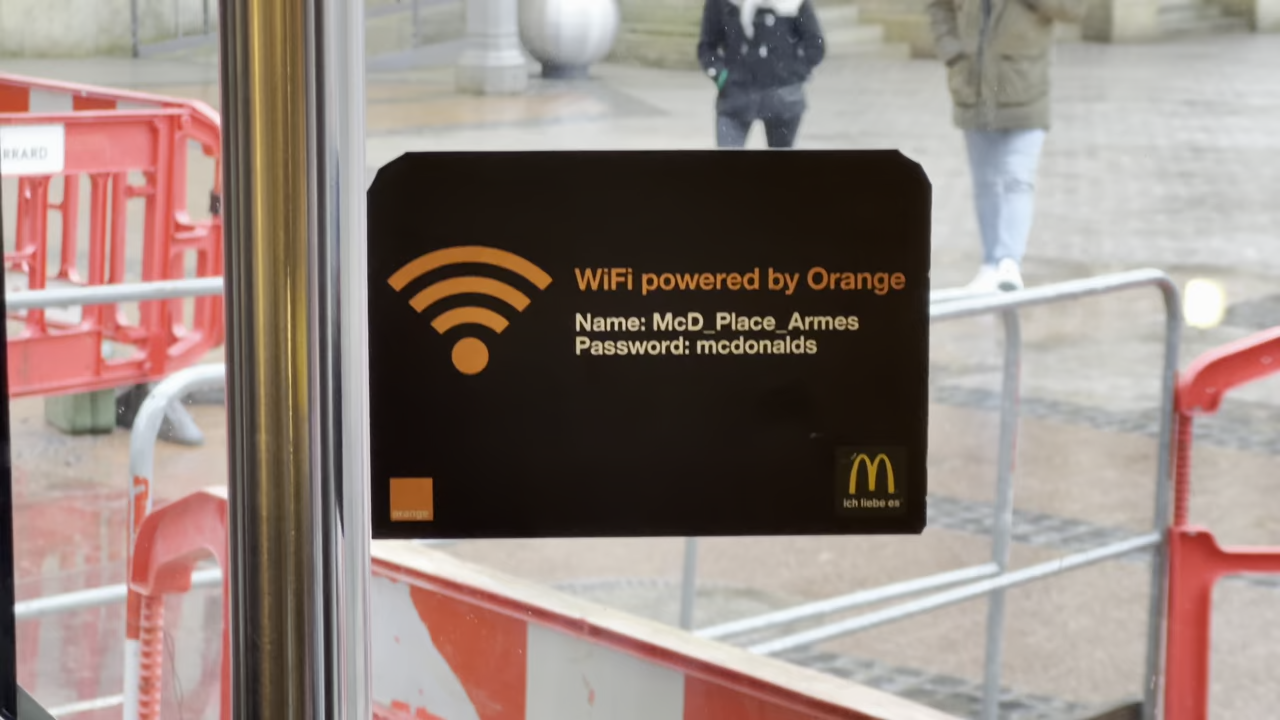 RRARD
WiFi powered by Orange
Name: McD_Place_Armes
Password: mcdonalds
orange
ich liebe es